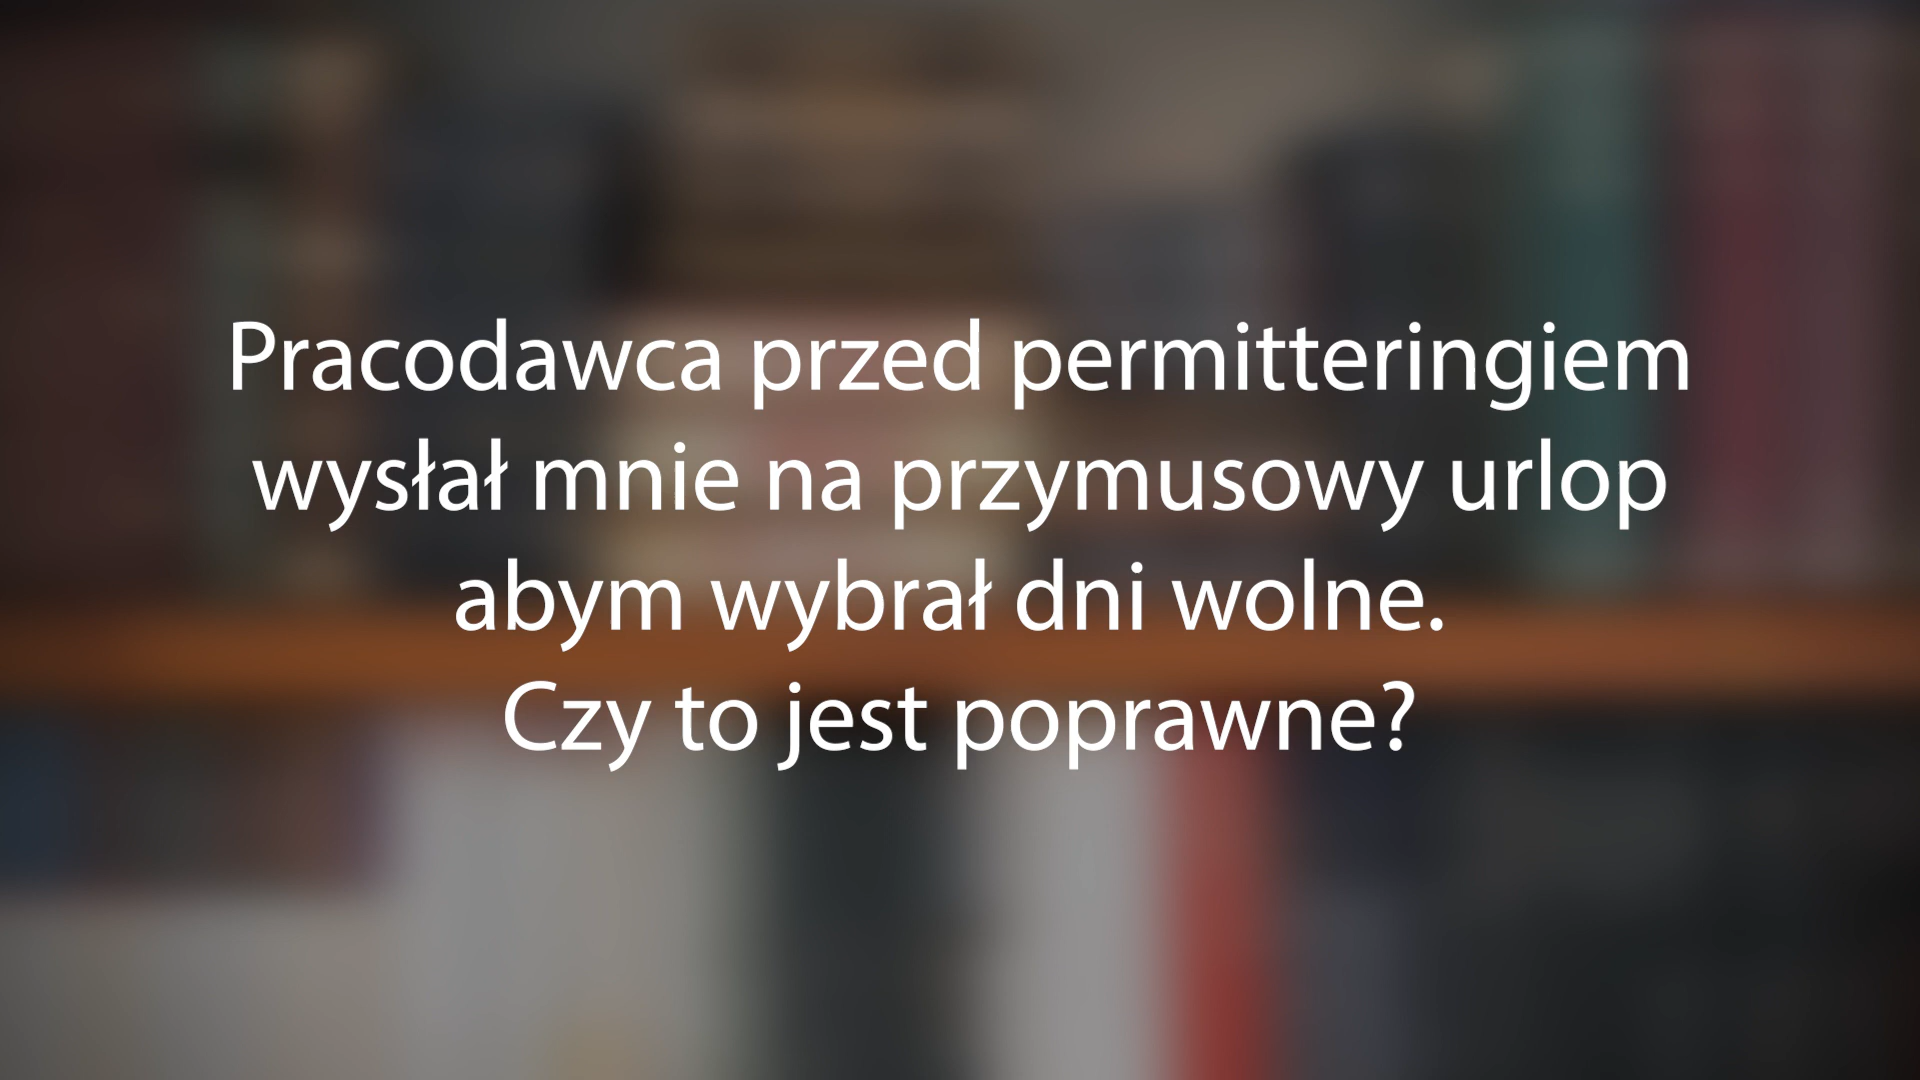 Pracodawca przed permitteringiem
wysłał mnie na przymusowy urlop
abym wybrał dni wolne.
Czy to jest poprawne?